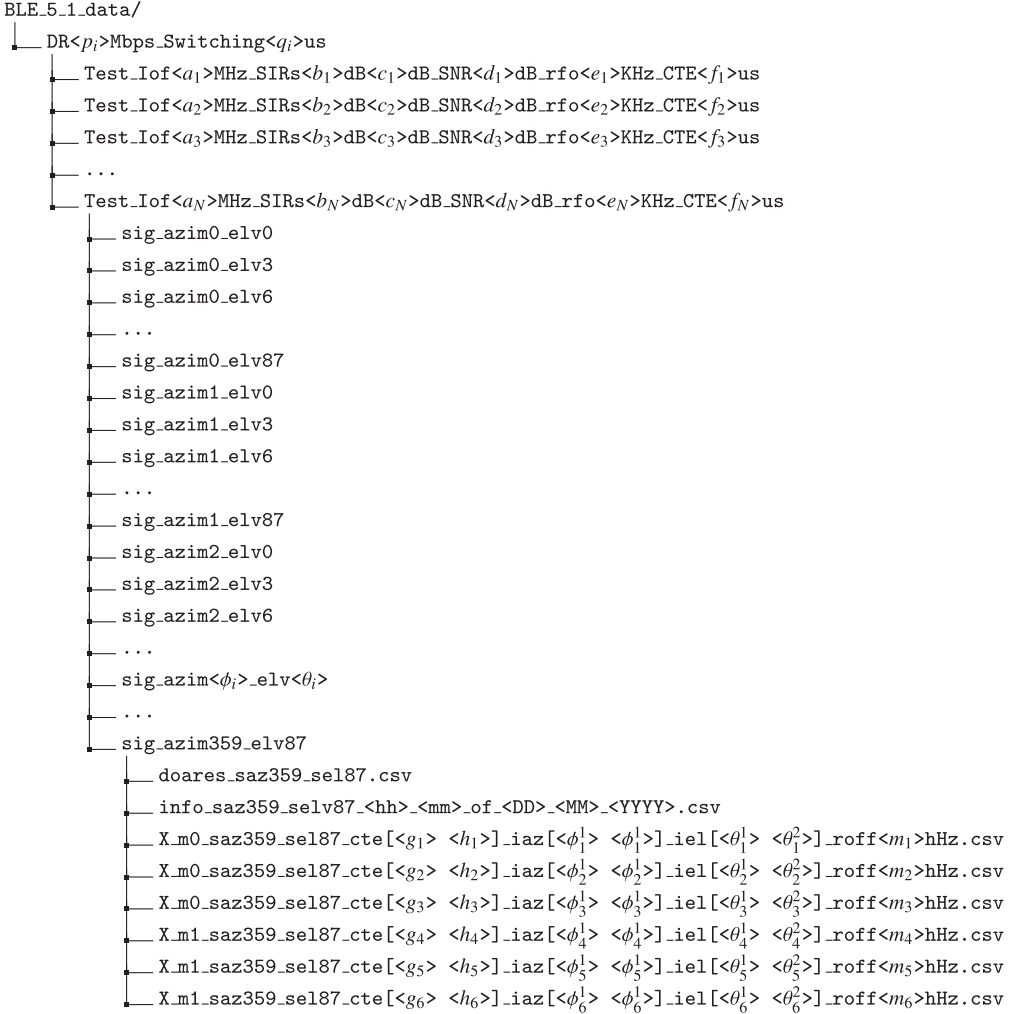 BLE_5_1_data/
DR<p_i>Mbps_Switching<q_i>us
Test_Iof<a_1>MHz_SIRs<b_1>dB<c_1>dB_SNR<d_1>dB_rfo<e_1>KHz_CTE<f_1>us
Test_Iof<a_2>MHz_SIRs<b_2>dB<c_2>dB_SNR<d_2>dB_rfo<e_2>KHz_CTE<f_2>us
Test_Iof<a_3>MHz_SIRs<b_3>dB<c_3>dB_SNR<d_3>dB_rfo<e_3>KHz_CTE<f_3>us
...
Test_Iof<a_N>MHz_SIRs<b_N>dB<c_N>dB_SNR<d_N>dB_rfo<e_N>KHz_CTE<f_N>us
sig_azim0_elv0
sig_azim0_elv3
sig_azim0_elv6
...
sig_azim0_elv87
sig_azim1_elv0
sig_azim1_elv3
sig_azim1_elv6
...
sig_azim1_elv87
sig_azim2_elv0
sig_azim2_elv3
sig_azim2_elv6
...
sig_azim<ϕ_i>_elv<θ_i>
...
sig_azim359_elv87
doares_saz359_sel87.csv
info_saz359_selv87_<hh>_<mm>_of_<DD>_<MM>_<YYYY>.csv
X_m0_saz359_sel87_cte[<g_1> <h_1>]_iaz[<ϕ_1^1> <ϕ_1^1>]_iel[<θ_1^1> <θ_1^2>]_roff<m_1>hHz.csv
X_m0_saz359_sel87_cte[<g_2> <h_2>]_iaz[<ϕ_2^1> <ϕ_2^1>]_iel[<θ_2^1> <θ_2^2>]_roff<m_2>hHz.csv
X_m0_saz359_sel87_cte[<g_3> <h_3>]_iaz[<ϕ_3^1> <ϕ_3^1>]_iel[<θ_3^1> <θ_3^2>]_roff<m_3>hHz.csv
X_m1_saz359_sel87_cte[<g_4> <h_4>]_iaz[<ϕ_4^1> <ϕ_4^1>]_iel[<θ_4^1> <θ_4^2>]_roff<m_4>hHz.csv
X_m1_saz359_sel87_cte[<g_5> <h_5>]_iaz[<ϕ_5^1> <ϕ_5^1>]_iel[<θ_5^1> <θ_5^2>]_roff<m_5>hHz.csv
X_m1_saz359_sel87_cte[<g_6> <h_6>]_iaz[<ϕ_6^1> <ϕ_6^1>]_iel[<θ_6^1> <θ_6^2>]_roff<m_6>hHz.csv